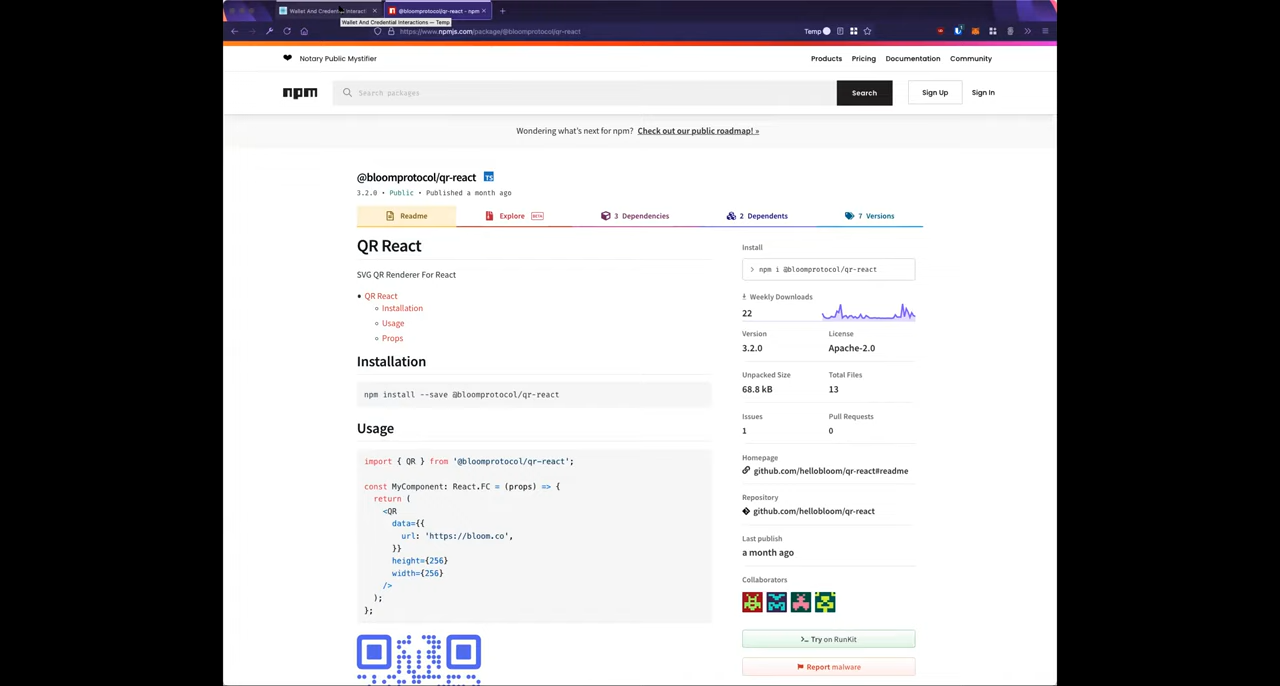 Wallet And Credential Interact
@bloomprotocol/qr-react - npm
Wallet And Credential Interactions — Temp
https://www.npmjs.com/package/@bloomprotocol/qr-react
Temp
Notary Public Mystifier
Products
Pricing
Documentation
Community
npm
Search packages
Search
Sign Up
Sign In
Wondering what's next for npm? Check out our public roadmap! »
@bloomprotocol/qr-react TS
3.2.0 • Public • Published a month ago
Readme
Explore BETA
3 Dependencies
2 Dependents
7 Versions
QR React
SVG QR Renderer For React
QR React
Installation
Usage
Props
Installation
npm install --save @bloomprotocol/qr-react
Usage
import { QR } from '@bloomprotocol/qr-react';
const MyComponent: React.FC = (props) => {
return (
<QR
data={{
url: 'https://bloom.co',
}}
height={256}
width={256}
/>
);
};
Install
> npm i @bloomprotocol/qr-react
Weekly Downloads
22
Version
3.2.0
License
Apache-2.0
Unpacked Size
68.8 kB
Total Files
13
Issues
1
Pull Requests
0
Homepage
github.com/hellobloom/qr-react#readme
Repository
github.com/hellobloom/qr-react
Last publish
a month ago
Collaborators
Try on RunKit
Report malware